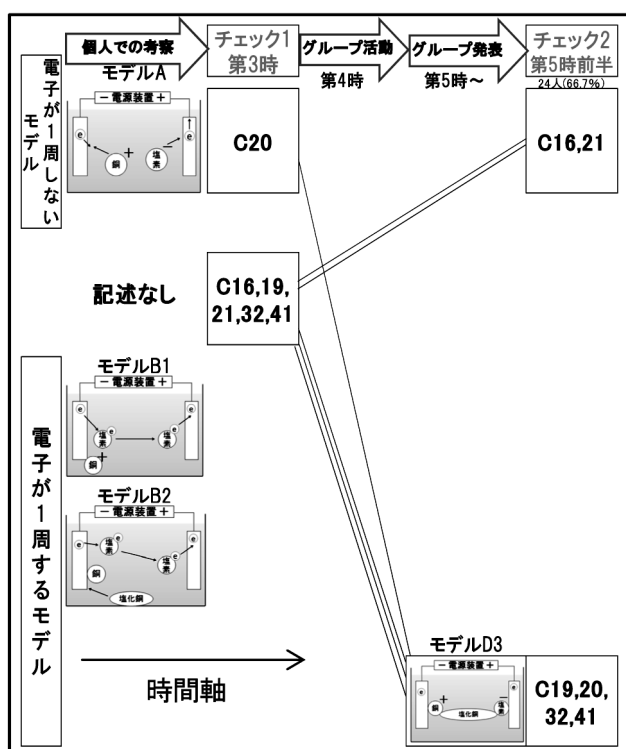 個人での考察
チェック1
第3時
グループ活動
第4時
グループ発表
第5時~
チェック2
第5時前半
24人(66.7%)
電子が1周しない
モデル
モデルA
－電源装置＋
e
e
銅
＋
塩素
－
C20
C16,21
記述なし
C16,19,
21,32,41
電子が1周するモデル
モデルB1
－電源装置＋
e
e
塩素
e
塩素
e
銅
＋
モデルB2
－電源装置＋
e
e
塩素
e
塩素
e
銅
塩化銅
時間軸
モデルD3
－電源装置＋
e
e
銅
＋
塩素
－
塩化銅
C19,20,
32,41